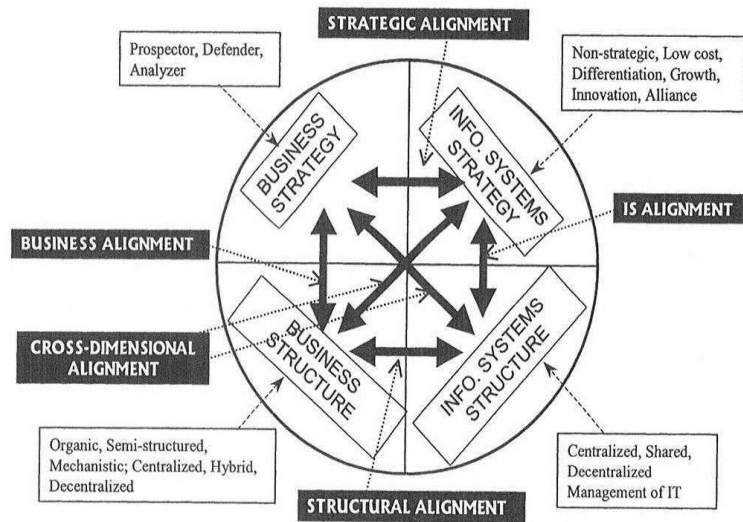 STRATEGIC ALIGNMENT
Prospector, Defender,
Analyzer
Non-strategic, Low cost,
Differentiation, Growth,
Innovation, Alliance
BUSINESS
STRATEGY
INFO. SYSTEMS
STRATEGY
BUSINESS ALIGNMENT
IS ALIGNMENT
CROSS-DIMENSIONAL
ALIGNMENT
BUSINESS
STRUCTURE
INFO. SYSTEMS
STRUCTURE
Organic, Semi-structured,
Mechanistic; Centralized, Hybrid,
Decentralized
Centralized, Shared,
Decentralized
Management of IT
STRUCTURAL ALIGNMENT